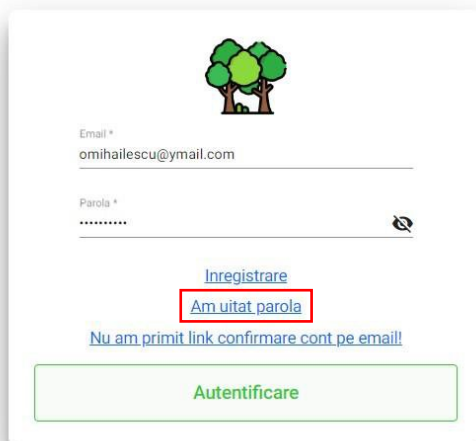 Email *
omihailescu@ymail.com
Parola *
••••••••••
Inregistrare
Am uitat parola
Nu am primit link confirmare cont pe email!
Autentificare